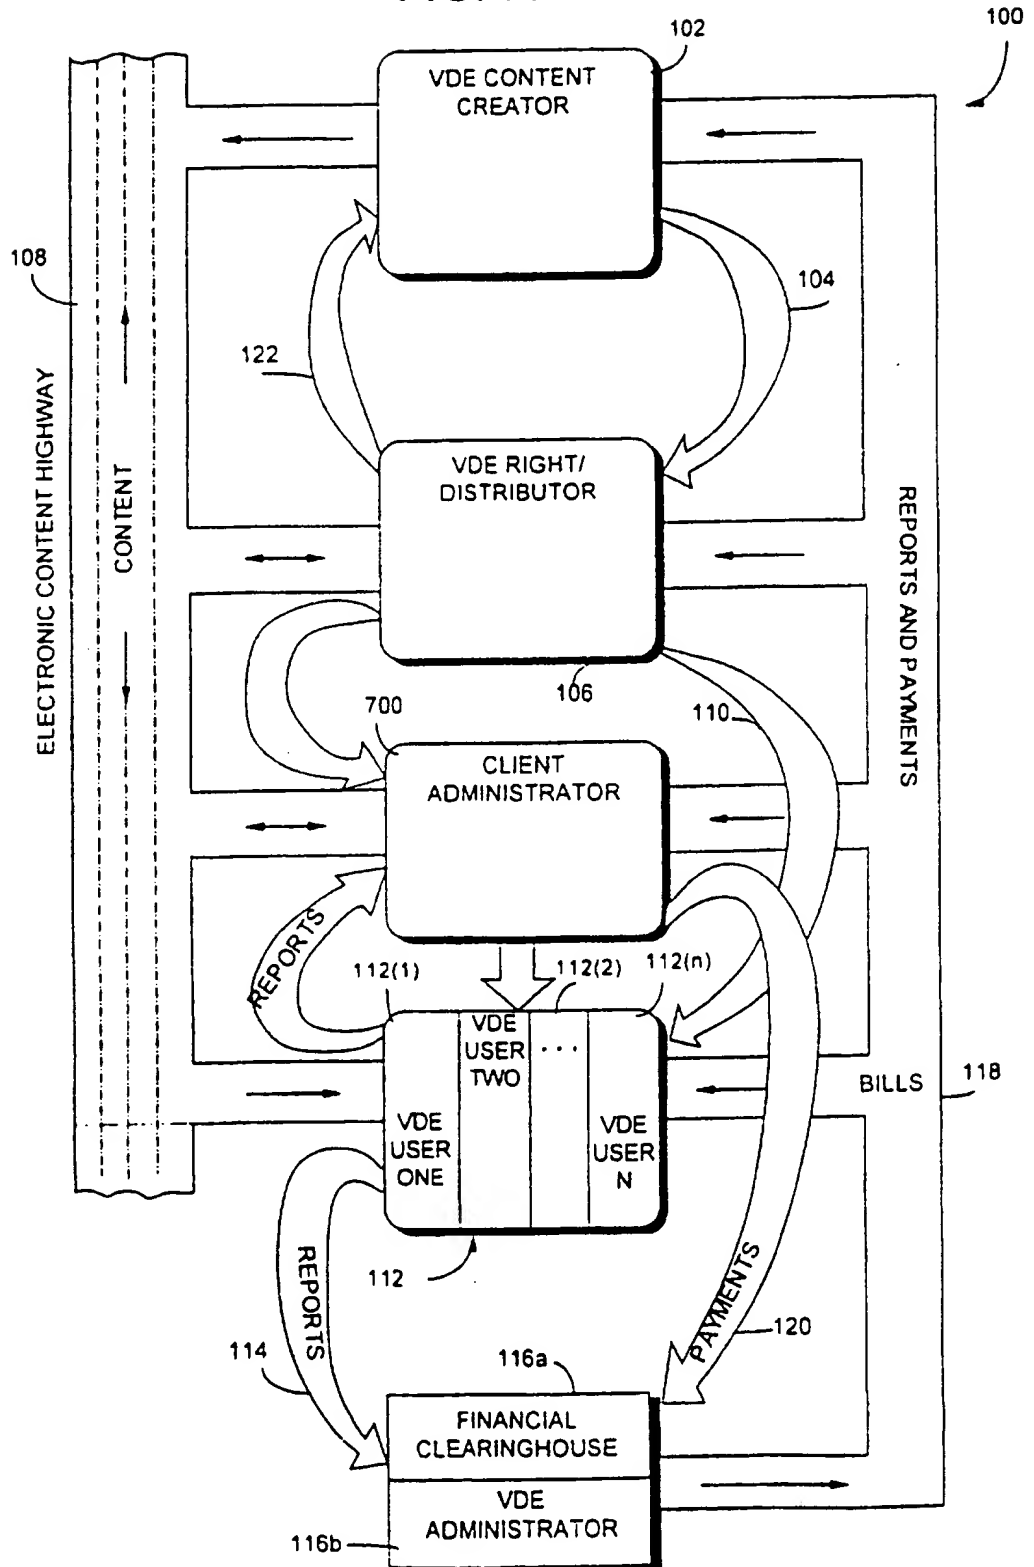 100
102
VDE CONTENT
CREATOR
108
104
122
ELECTRONIC CONTENT HIGHWAY
CONTENT
VDE RIGHT/
DISTRIBUTOR
REPORTS AND PAYMENTS
106
700
110
CLIENT
ADMINISTRATOR
REPORTS
112(1)
112(2)
112(n)
VDE
USER
TWO
...
BILLS
118
VDE
USER
ONE
VDE
USER
N
112
REPORTS
PAYMENTS
120
114
116a
FINANCIAL
CLEARINGHOUSE
VDE
ADMINISTRATOR
116b